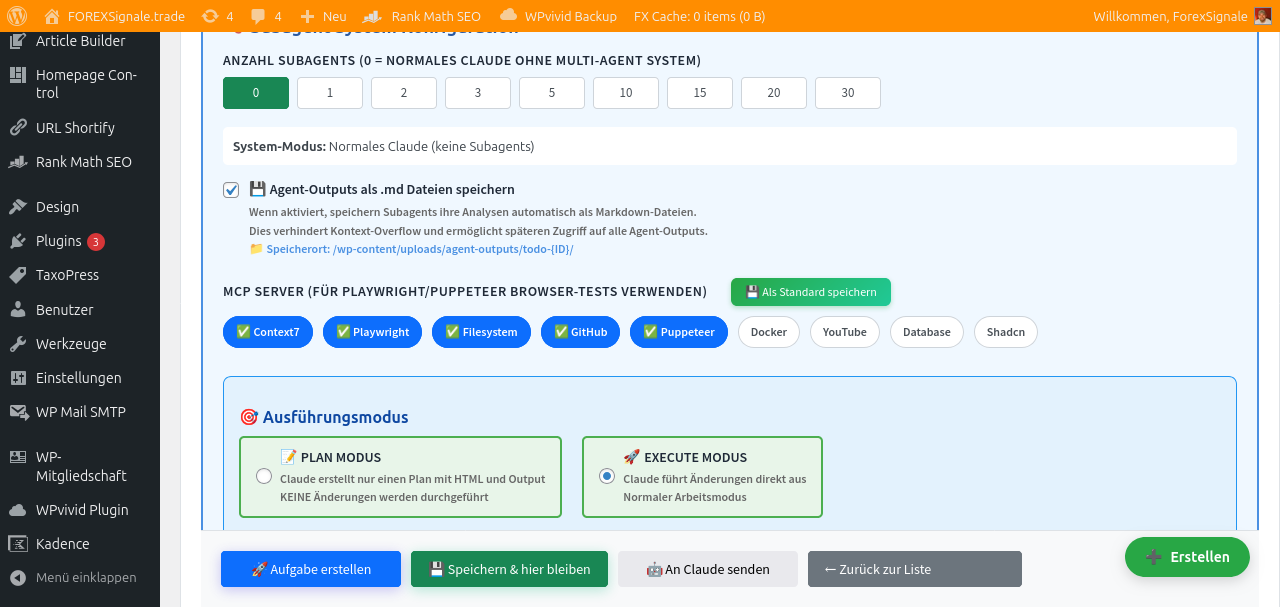 FOREXSignale.trade
4
4
Neu
Rank Math SEO
WPvivid Backup
FX Cache: 0 items (0 B)
Willkommen, ForexSignale
Article Builder
Homepage Con-
trol
URL Shortify
Rank Math SEO
Design
Plugins 3
TaxoPress
Benutzer
Werkzeuge
Einstellungen
WP Mail SMTP
WP-
Mitgliedschaft
WPvivid Plugin
Kadence
Menü einklappen
ANZAHL SUBAGENTS (0 = NORMALES CLAUDE OHNE MULTI-AGENT SYSTEM)
0 1 2 3 5 10 15 20 30
System-Modus: Normales Claude (keine Subagents)
Agent-Outputs als .md Dateien speichern
Wenn aktiviert, speichern Subagents ihre Analysen automatisch als Markdown-Dateien.
Dies verhindert Kontext-Overflow und ermöglicht späteren Zugriff auf alle Agent-Outputs.
Speicherort: /wp-content/uploads/agent-outputs/todo-{ID}/
MCP SERVER (FÜR PLAYWRIGHT/PUPPETEER BROWSER-TESTS VERWENDEN)
Als Standard speichern
Context7 Playwright Filesystem GitHub Puppeteer Docker YouTube Database Shadcn
Ausführungsmodus
PLAN MODUS
Claude erstellt nur einen Plan mit HTML und Output
KEINE Änderungen werden durchgeführt
EXECUTE MODUS
Claude führt Änderungen direkt aus
Normaler Arbeitsmodus
Aufgabe erstellen
Speichern & hier bleiben
An Claude senden
← Zurück zur Liste
Erstellen